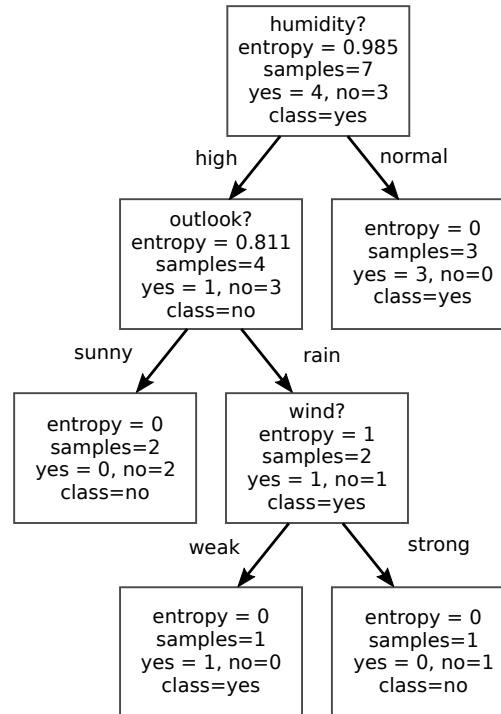 humidity?
entropy = 0.985
samples=7
yes = 4, no=3
class=yes
high
normal
outlook?
entropy = 0.811
samples=4
yes = 1, no=3
class=no
entropy = 0
samples=3
yes = 3, no=0
class=yes
sunny
rain
entropy = 0
samples=2
yes = 0, no=2
class=no
wind?
entropy = 1
samples=2
yes = 1, no=1
class=yes
weak
strong
entropy = 0
samples=1
yes = 1, no=0
class=yes
entropy = 0
samples=1
yes = 0, no=1
class=no